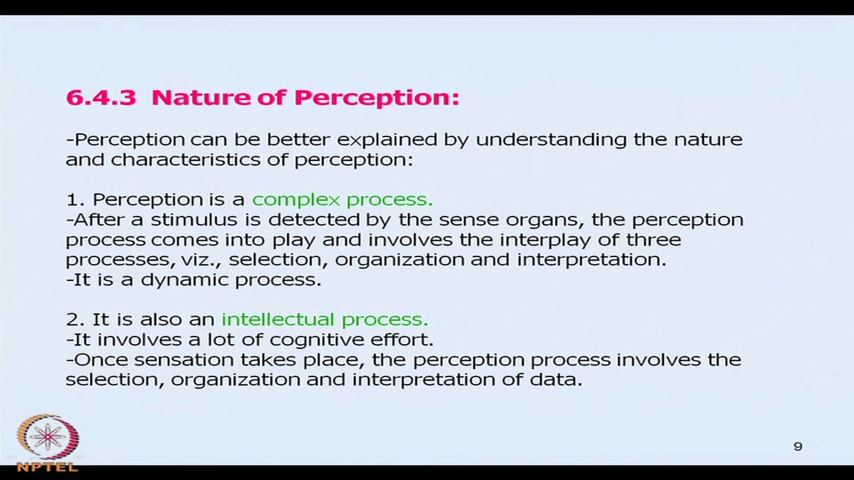 6.4.3 Nature of Perception:
-Perception can be better explained by understanding the nature
and characteristics of perception:
1. Perception is a complex process.
-After a stimulus is detected by the sense organs, the perception
process comes into play and involves the interplay of three
processes, viz., selection, organization and interpretation.
-It is a dynamic process.
2. It is also an intellectual process.
-It involves a lot of cognitive effort.
-Once sensation takes place, the perception process involves the
selection, organization and interpretation of data.
NPTEL
9